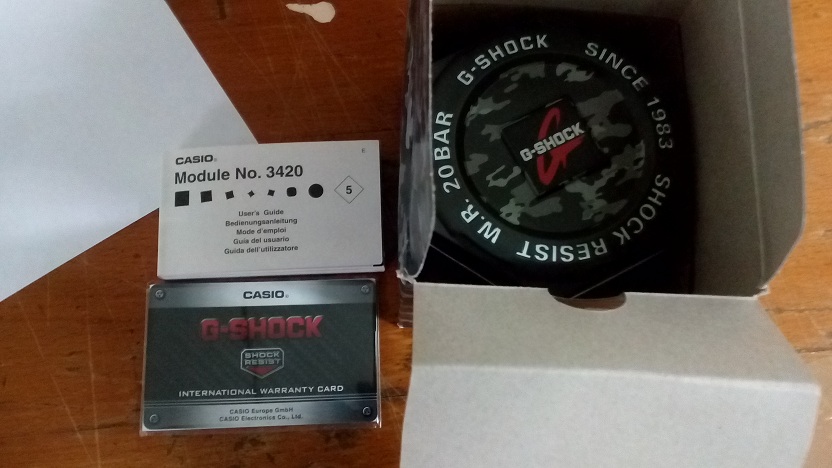 CASIO®
E
Module No. 3420
5
User's Guide
Bedienungsanleitung
Mode d'emploi
Guía del usuario
Guida dell'utilizzatore
CASIO®
G-SHOCK
SHOCK
RESIST
INTERNATIONAL WARRANTY CARD
CASIO Europe GmbH
CASIO Electronics Co., Ltd.
G-SHOCK SINCE 1983 SHOCK RESIST W.R. 20BAR
G-SHOCK